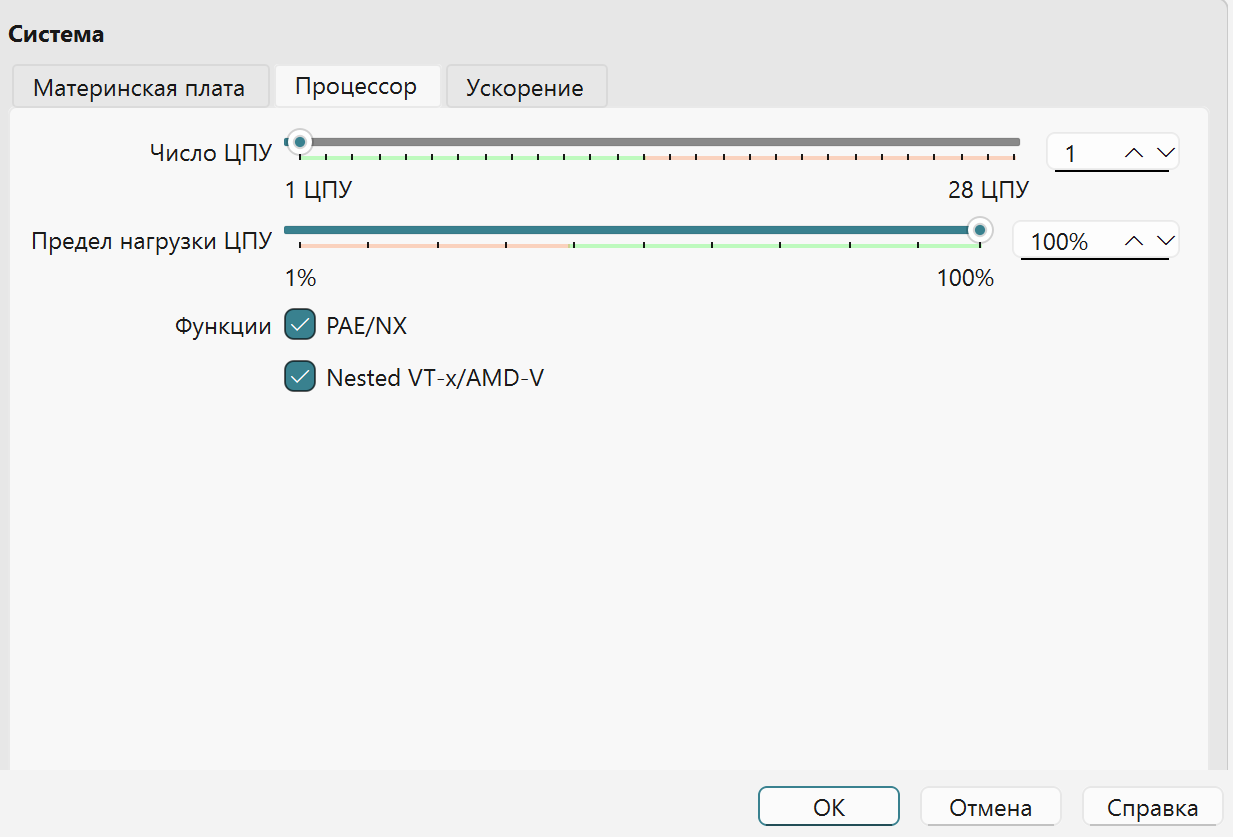 Система
Материнская плата Процессор Ускорение
Число ЦПУ 1
1 ЦПУ 28 ЦПУ
Предел нагрузки ЦПУ 100%
1% 100%
Функции PAE/NX
Nested VT-x/AMD-V
OK Отмена Справка